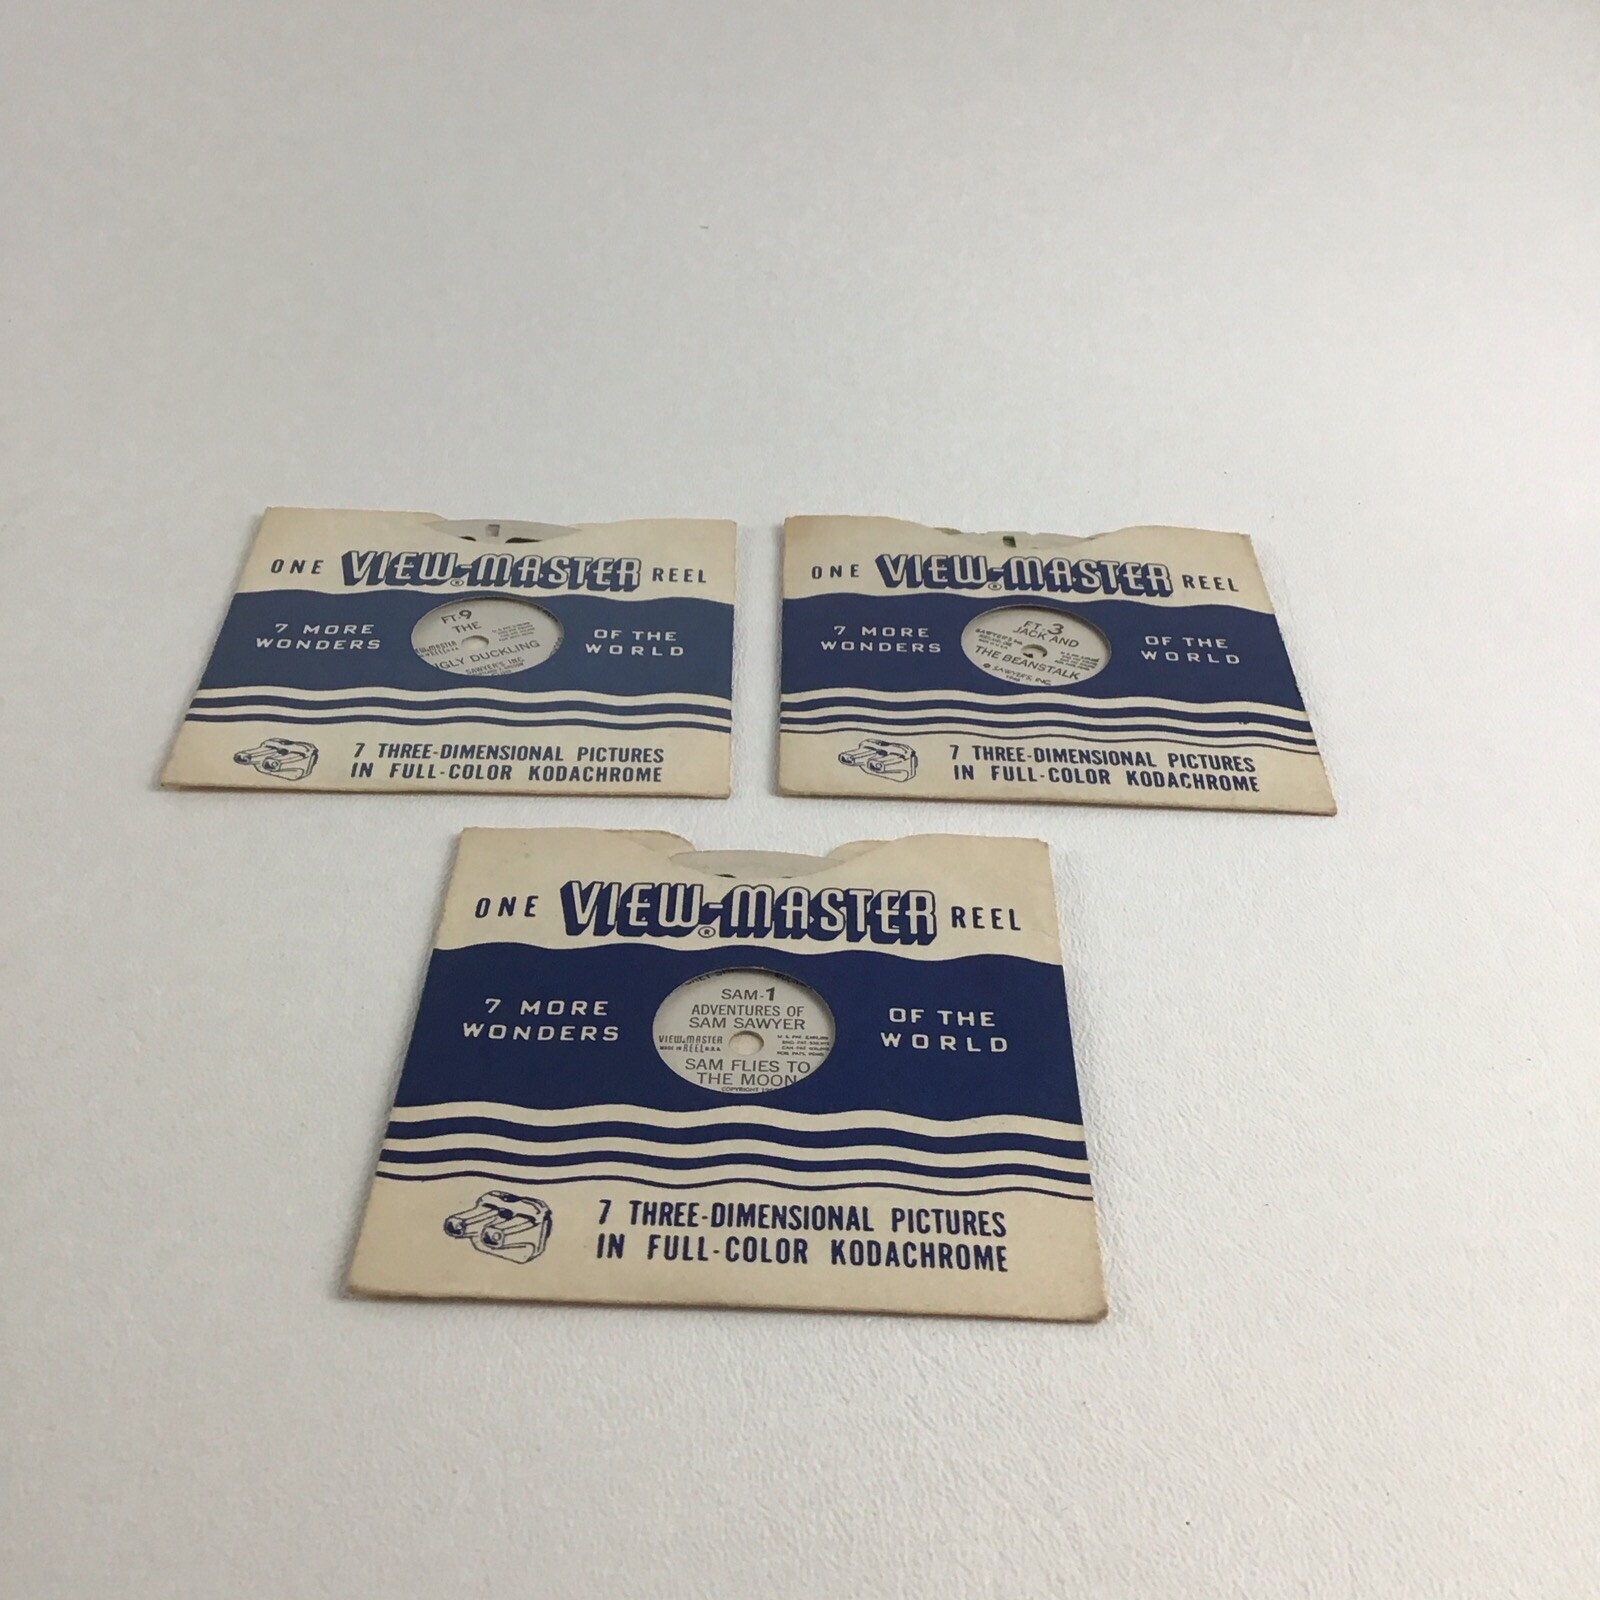 ONE VIEW-MASTER® REEL
7 MORE WONDERS
OF THE WORLD
FT-9
THE
UGLY DUCKLING
SAWYER'S INC.
7 THREE-DIMENSIONAL PICTURES
IN FULL-COLOR KODACHROME
ONE VIEW-MASTER® REEL
7 MORE WONDERS
OF THE WORLD
FT-3
JACK AND
THE BEANSTALK
© SAWYER'S, INC.
7 THREE-DIMENSIONAL PICTURES
IN FULL-COLOR KODACHROME
ONE VIEW-MASTER® REEL
7 MORE WONDERS
OF THE WORLD
SAM-1
ADVENTURES OF
SAM SAWYER
VIEW-MASTER
MADE IN REEL U.S.A.
SAM FLIES TO
THE MOON
COPYRIGHT
7 THREE-DIMENSIONAL PICTURES
IN FULL-COLOR KODACHROME